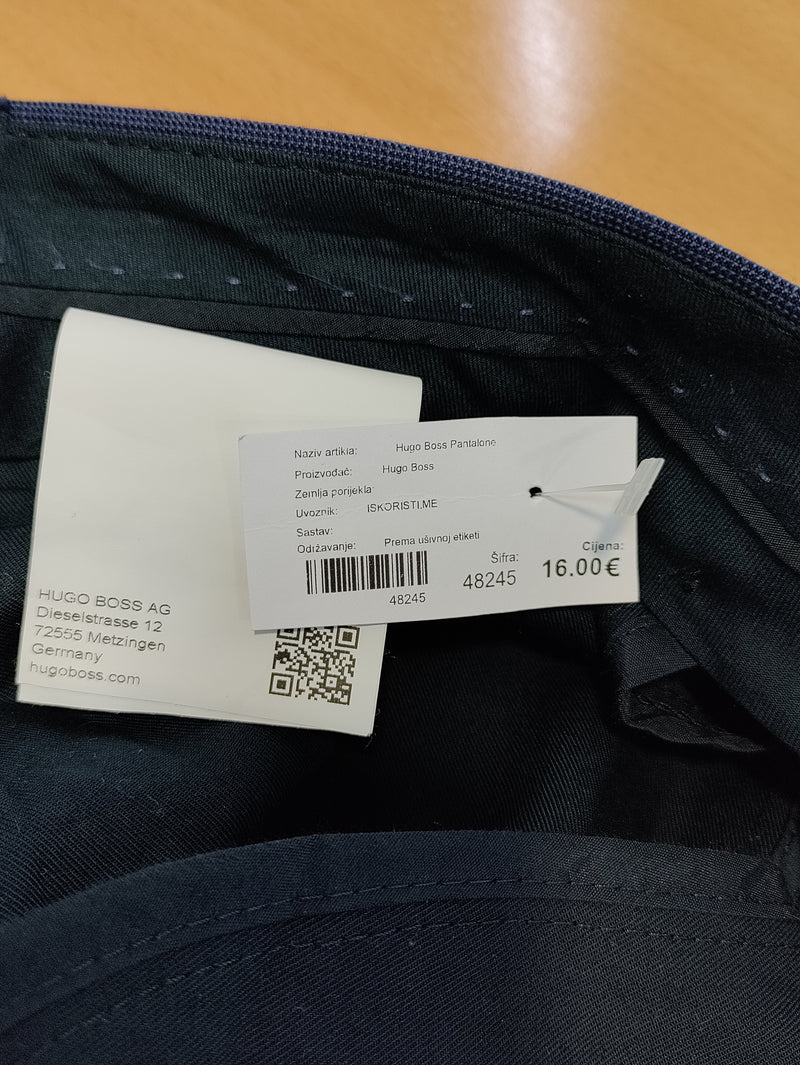 Naziv artikla: Hugo Boss Pantalone
Proizvođač: Hugo Boss
Zemlja porijekla:
Uvoznik: ISKORISTI.ME
Sastav:
Održavanje: Prema ušivnoj etiketi
48245
Šifra:
48245
Cijena:
16.00€
HUGO BOSS AG
Dieselstrasse 12
72555 Metzingen
Germany
hugoboss.com